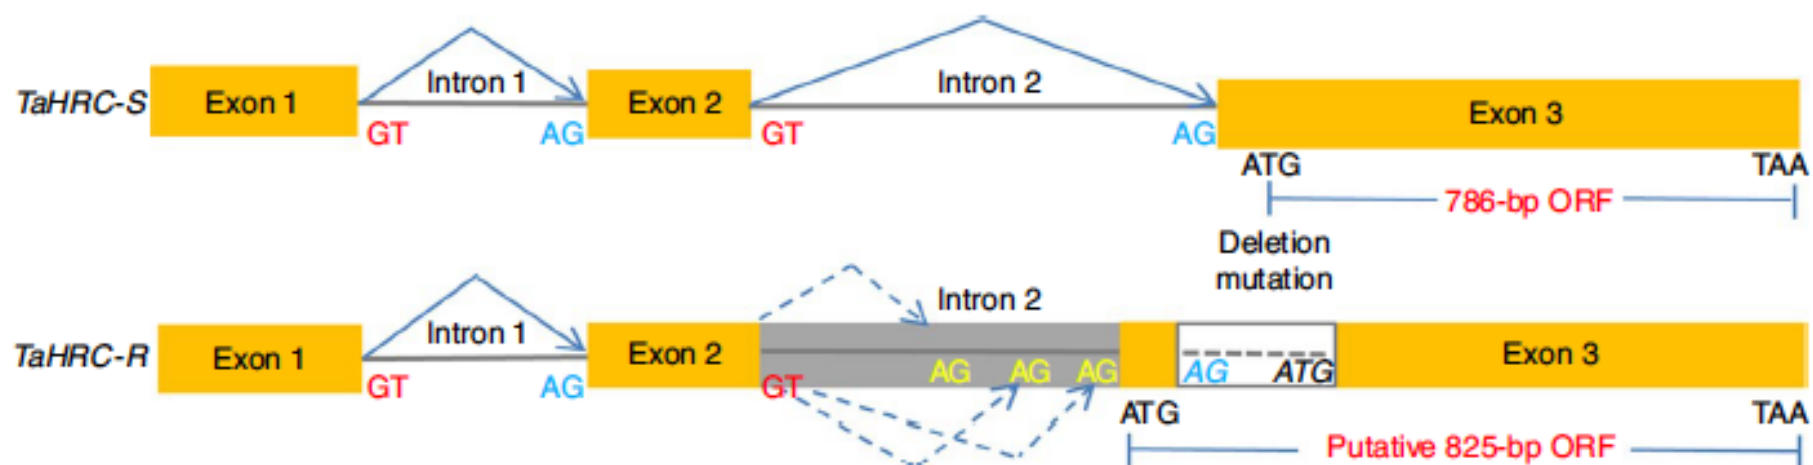 TaHRC-S Exon 1 Intron 1 Exon 2 Intron 2 Exon 3
GT AG GT AG
ATG TAA
786-bp ORF
Deletion
mutation
Intron 2
TaHRC-R Exon 1 Intron 1 Exon 2 Exon 3
AG AG AG AG ATG
GT AG GT
ATG TAA
Putative 825-bp ORF